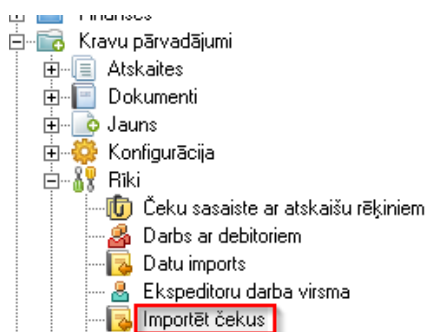 Finanses
Kravu pārvadājumi
Atskaites
Dokumenti
Jauns
Konfigurācija
Rīki
Čeku sasaiste ar atskaišu rēķiniem
Darbs ar debitoriem
Datu imports
Ekspeditoru darba virsma
Importēt čekus